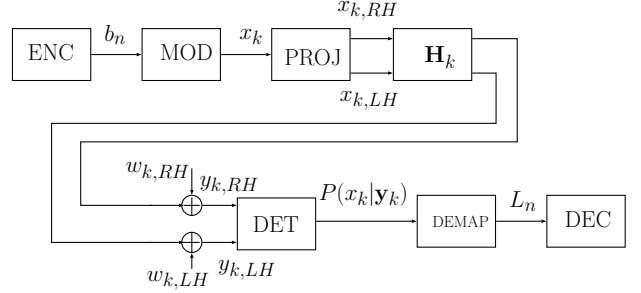 x_{k,RH}
ENC b_n MOD x_k PROJ H_k
x_{k,LH}
w_{k,RH} y_{k,RH}
DET P(x_k|y_k) DEMAP L_n DEC
w_{k,LH} y_{k,LH}